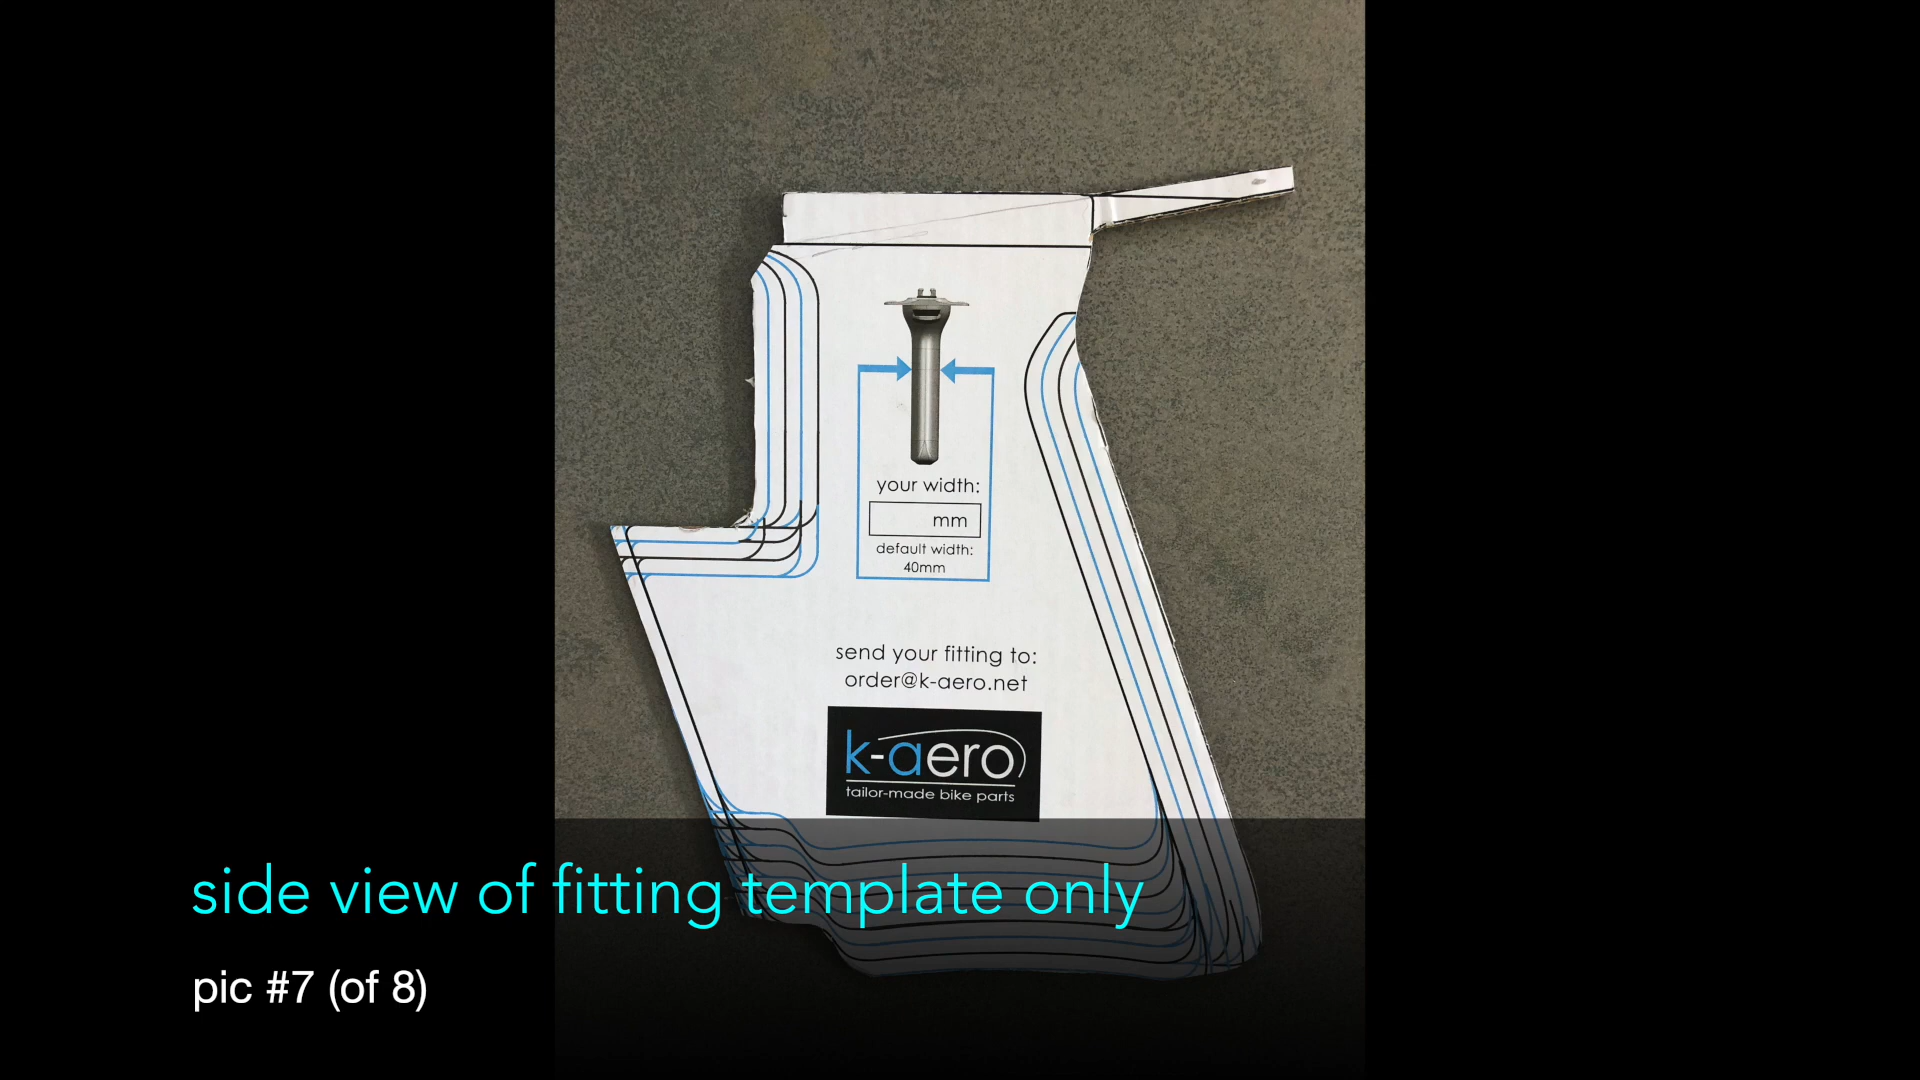 your width:
mm
default width:
40mm
send your fitting to:
order@k-aero.net
k-aero
tailor-made bike parts
side view of fitting template only
pic #7 (of 8)